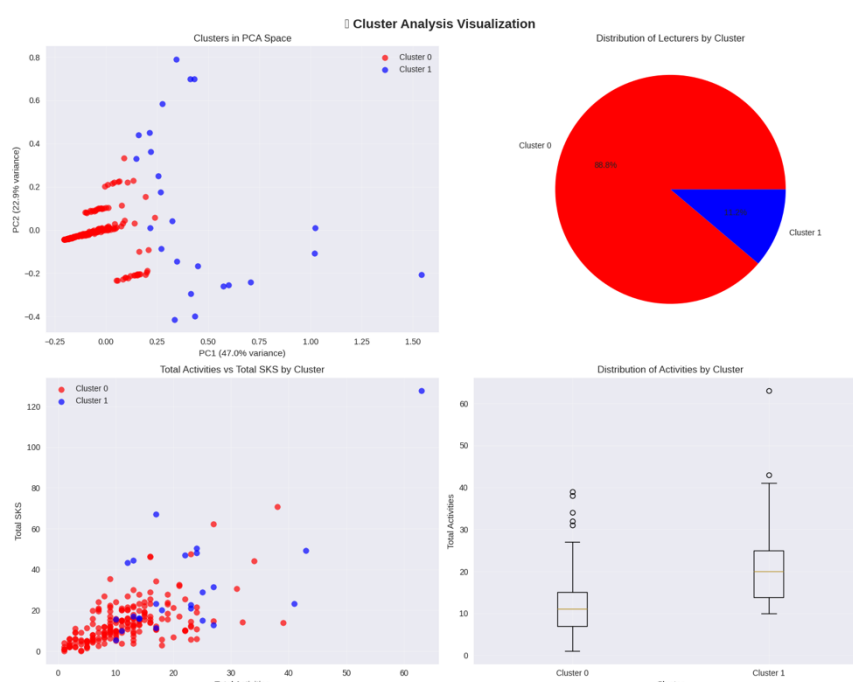 Cluster Analysis Visualization
Clusters in PCA Space
0.8
0.6
0.4
0.2
0.0
−0.2
−0.4
PC2 (22.9% variance)
Cluster 0
Cluster 1
−0.25
0.00
0.25
0.50
0.75
1.00
1.25
1.50
PC1 (47.0% variance)
Distribution of Lecturers by Cluster
Cluster 0
Cluster 1
Total Activities vs Total SKS by Cluster
Cluster 0
Cluster 1
120
100
80
60
40
20
0
Total SKS
0
10
20
30
40
50
60
Distribution of Activities by Cluster
60
50
40
30
20
10
0
Total Activities
Cluster 0
Cluster 1